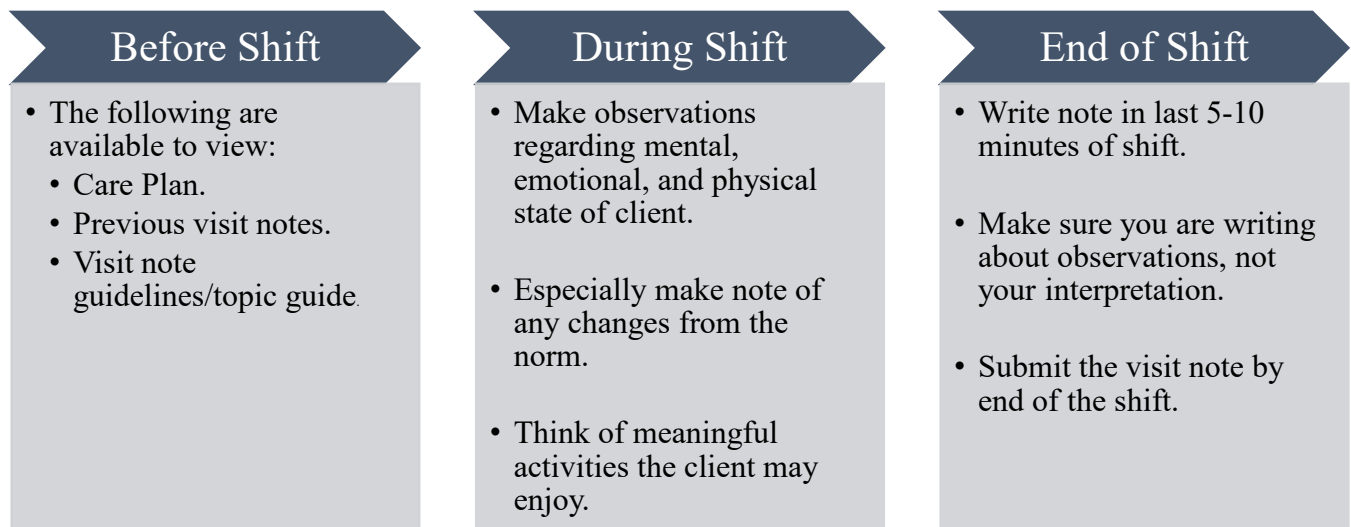 Before Shift
• The following are
available to view:
• Care Plan.
• Previous visit notes.
• Visit note
guidelines/topic guide.
During Shift
• Make observations
regarding mental,
emotional, and physical
state of client.
• Especially make note of
any changes from the
norm.
• Think of meaningful
activities the client may
enjoy.
End of Shift
• Write note in last 5-10
minutes of shift.
• Make sure you are writing
about observations, not
your interpretation.
• Submit the visit note by
end of the shift.